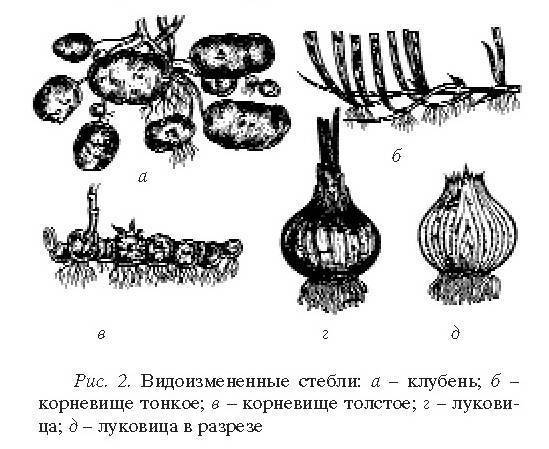 а
б
в
г
д
Рис. 2. Видоизмененные стебли: а – клубень; б –
корневище тонкое; в – корневище толстое; г – лукови-
ца; д – луковица в разрезе